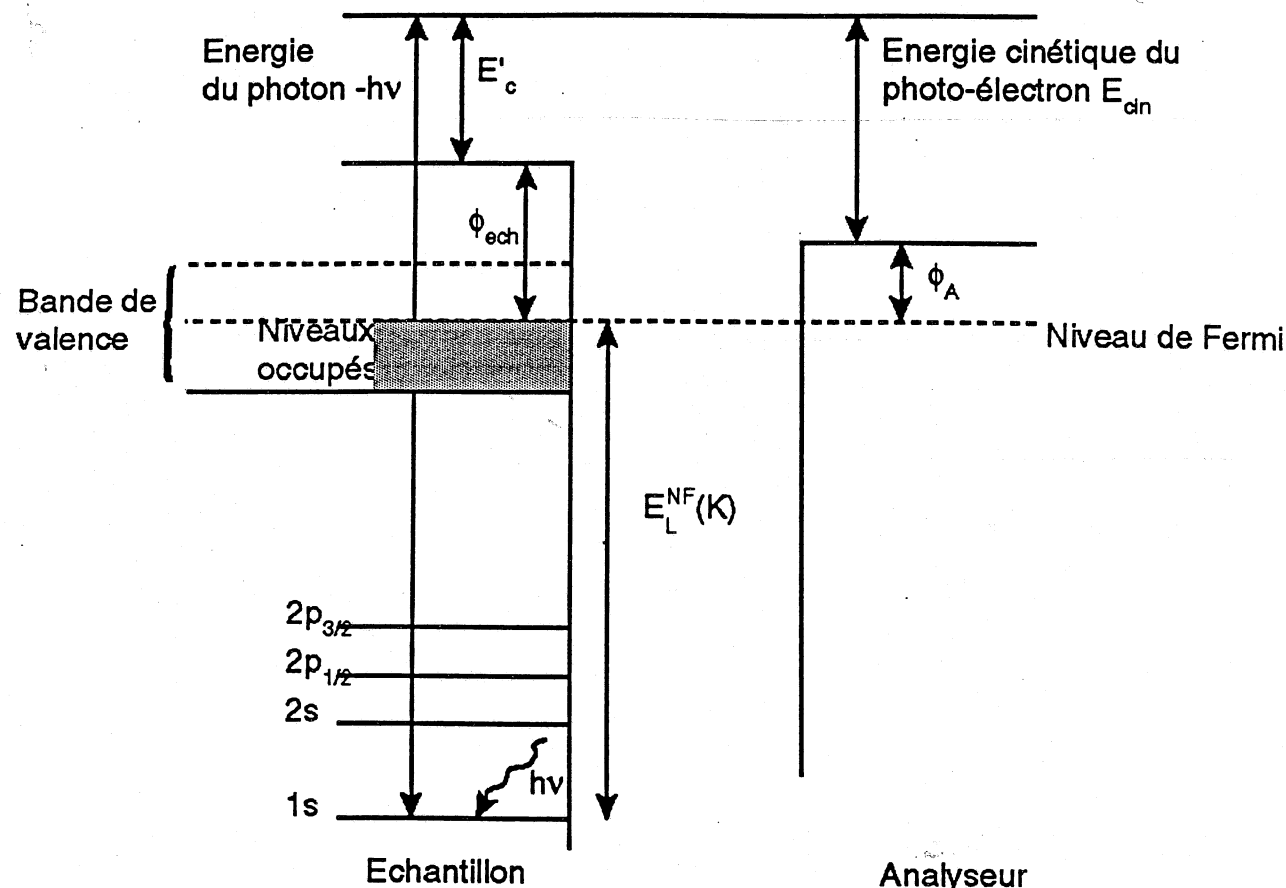 Energie
du photon -hν
E'c
Energie cinétique du
photo-électron Ecin
ϕech
ϕA
Bande de
valence
Niveaux
occupés
Niveau de Fermi
E_L^NF(K)
2p3/2
2p1/2
2s
hν
1s
Echantillon
Analyseur